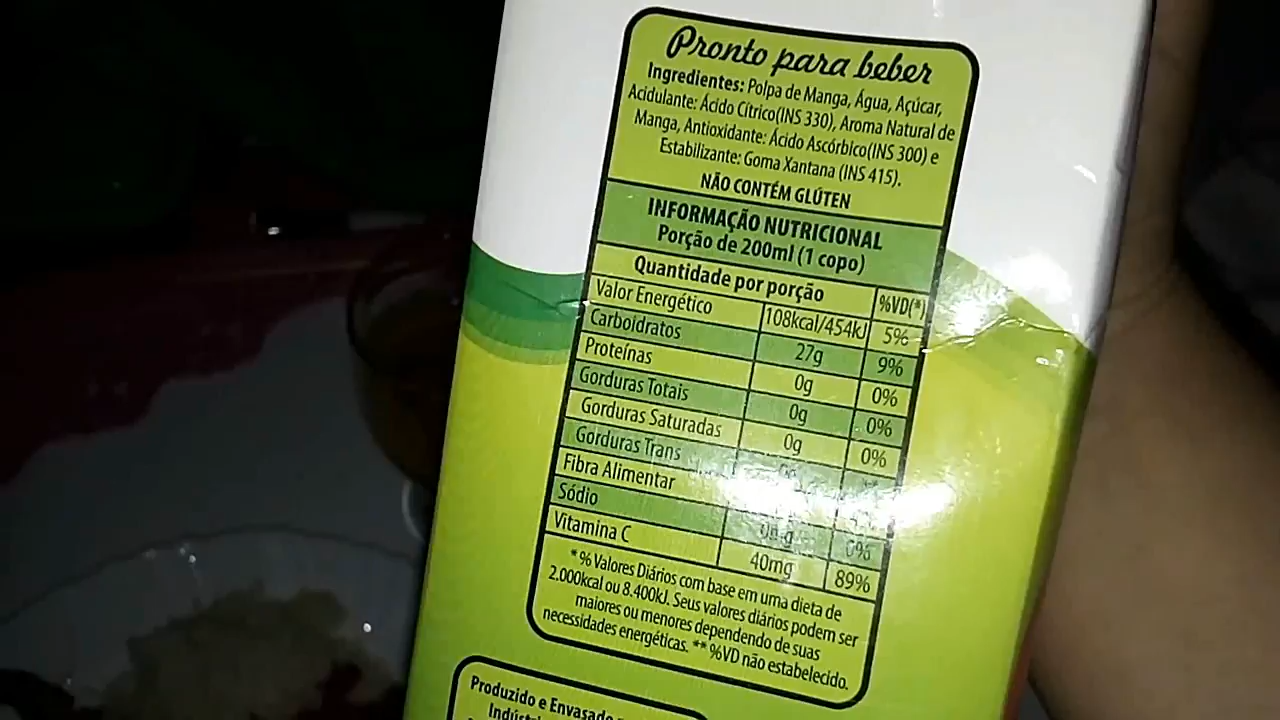 Pronto para beber
Ingredientes: Polpa de Manga, Água, Açúcar,
Acidulante: Ácido Cítrico(INS 330), Aroma Natural de
Manga, Antioxidante: Ácido Ascórbico(INS 300) e
Estabilizante: Goma Xantana (INS 415).
NÃO CONTÉM GLÚTEN
INFORMAÇÃO NUTRICIONAL
Porção de 200ml (1 copo)
Quantidade por porção %VD(*)
Valor Energético 108kcal/454kJ 5%
Carboidratos 27g 9%
Proteínas 0g 0%
Gorduras Totais 0g 0%
Gorduras Saturadas 0g 0%
Gorduras Trans
Fibra Alimentar
Sódio 0%
Vitamina C 40mg 89%
*% Valores Diários com base em uma dieta de
2.000kcal ou 8.400kJ. Seus valores diários podem ser
maiores ou menores dependendo de suas
necessidades energéticas. **%VD não estabelecido.
Produzido e Envasado